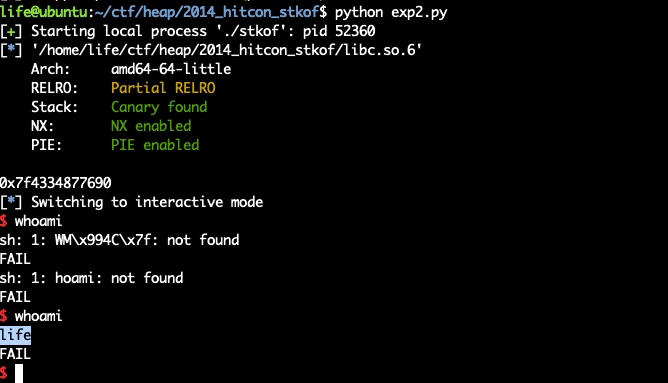 life@ubuntu:~/ctf/heap/2014_hitcon_stkof$ python exp2.py
[+] Starting local process './stkof': pid 52360
[*] '/home/life/ctf/heap/2014_hitcon_stkof/libc.so.6'
    Arch:     amd64-64-little
    RELRO:    Partial RELRO
    Stack:    Canary found
    NX:       NX enabled
    PIE:      PIE enabled
0x7f4334877690
[*] Switching to interactive mode
$ whoami
sh: 1: WM\x994C\x7f: not found
FAIL
sh: 1: hoami: not found
FAIL
$ whoami
life
FAIL
$